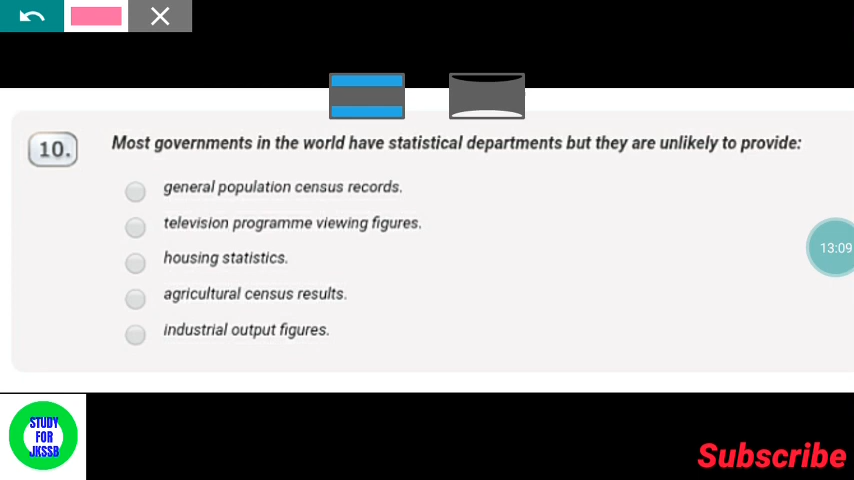 10.
Most governments in the world have statistical departments but they are unlikely to provide:
general population census records.
television programme viewing figures.
housing statistics.
agricultural census results.
industrial output figures.
13:09
STUDY
FOR
JKSSB
Subscribe